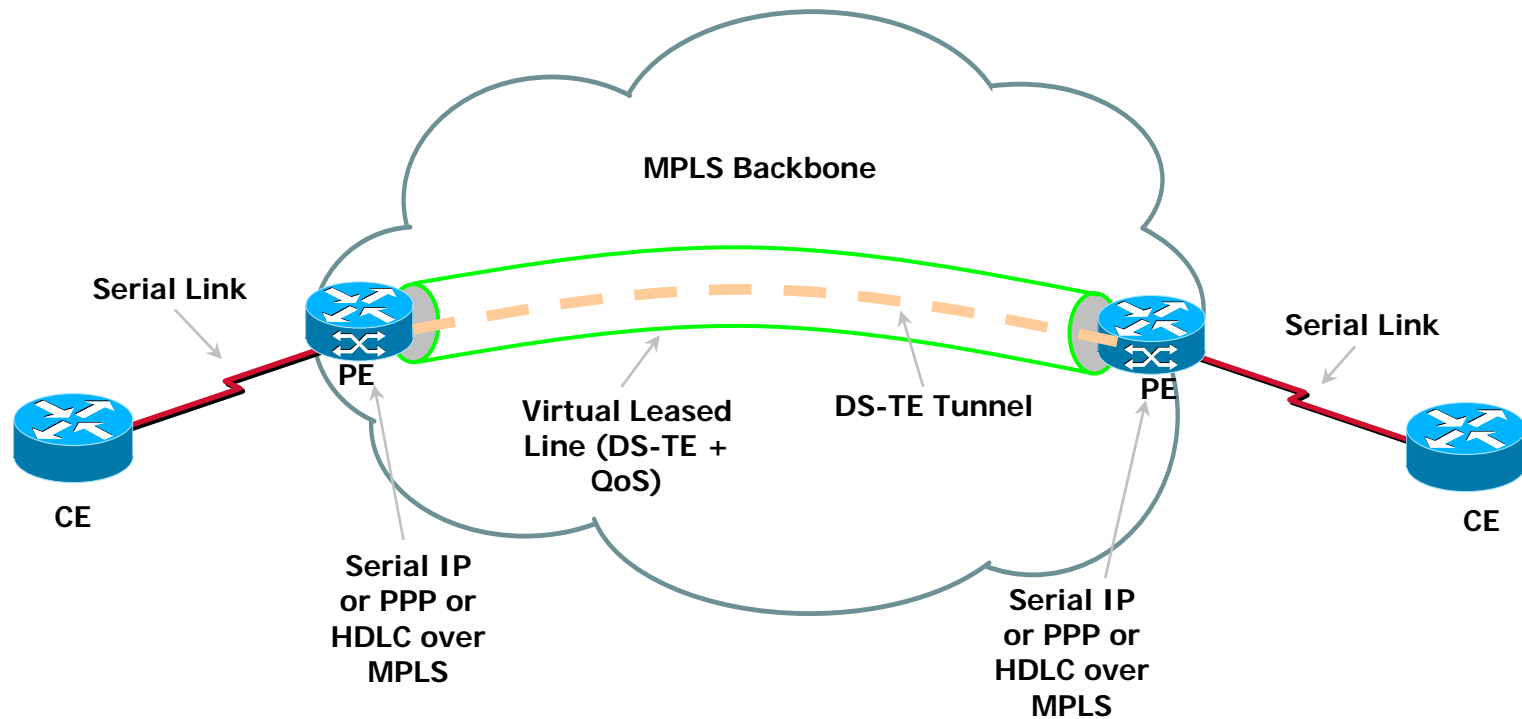 MPLS Backbone
Serial Link
Serial Link
PE
PE
Virtual Leased
Line (DS-TE +
QoS)
DS-TE Tunnel
CE
CE
Serial IP
or PPP or
HDLC over
MPLS
Serial IP
or PPP or
HDLC over
MPLS